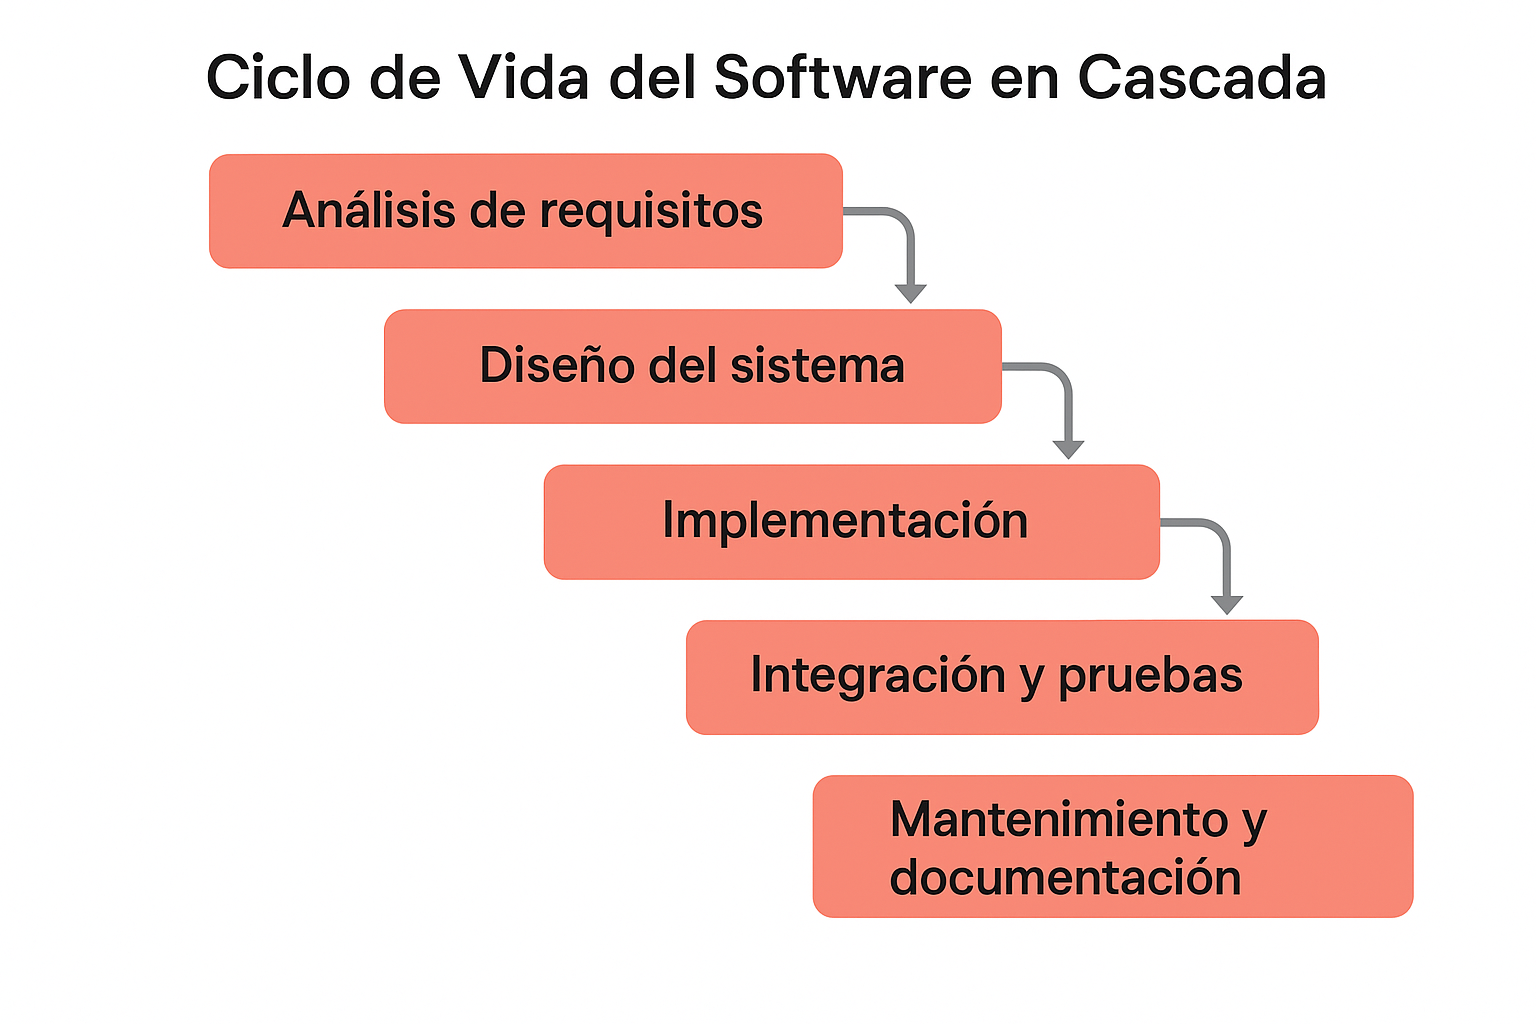 Ciclo de Vida del Software en Cascada
Análisis de requisitos
Diseño del sistema
Implementación
Integración y pruebas
Mantenimiento y
documentación